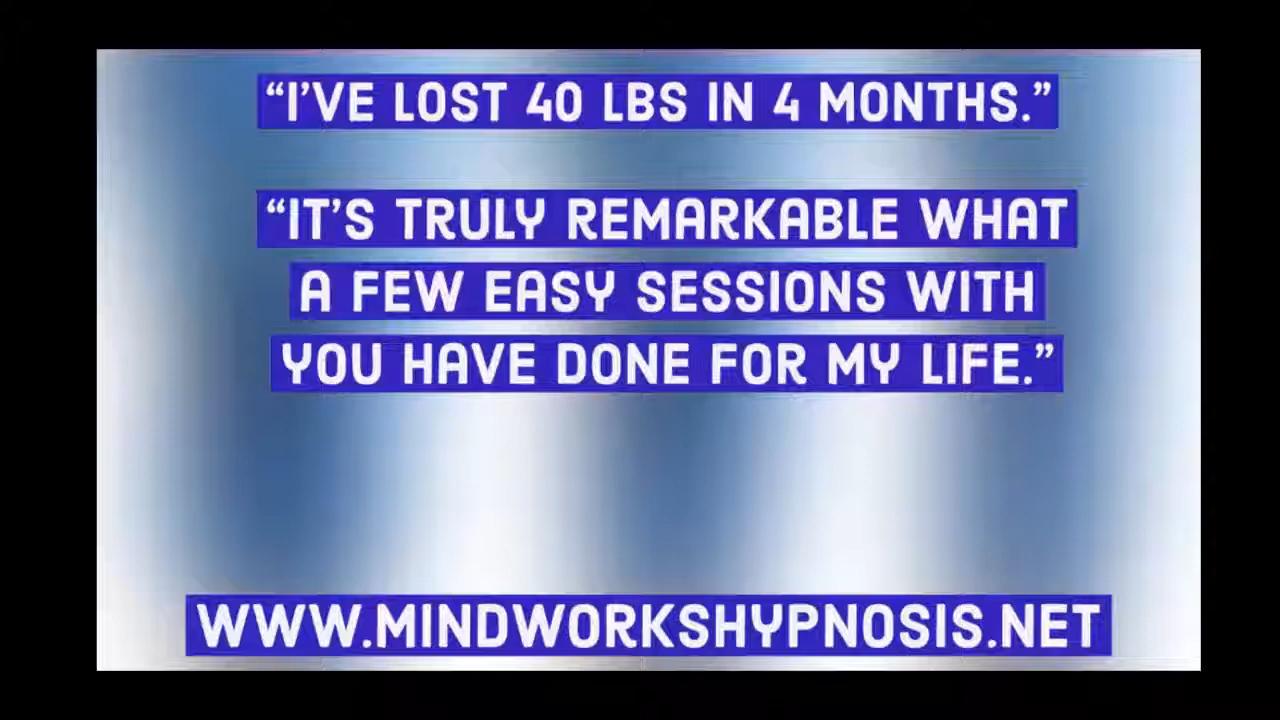 “I’VE LOST 40 LBS IN 4 MONTHS.”
“IT’S TRULY REMARKABLE WHAT
A FEW EASY SESSIONS WITH
YOU HAVE DONE FOR MY LIFE.”
WWW.MINDWORKSHYPNOSIS.NET